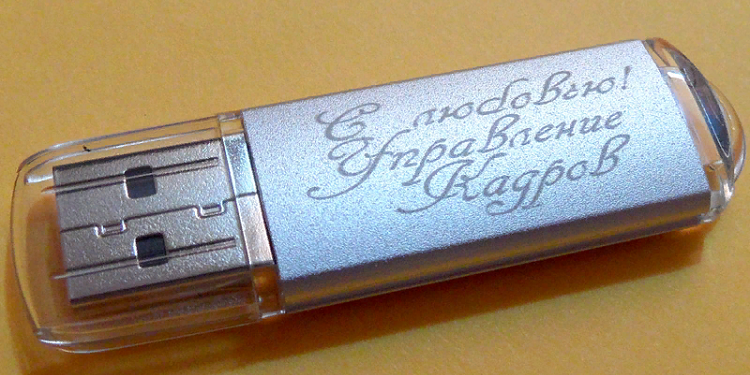 С любовью!
Управление
Кадров